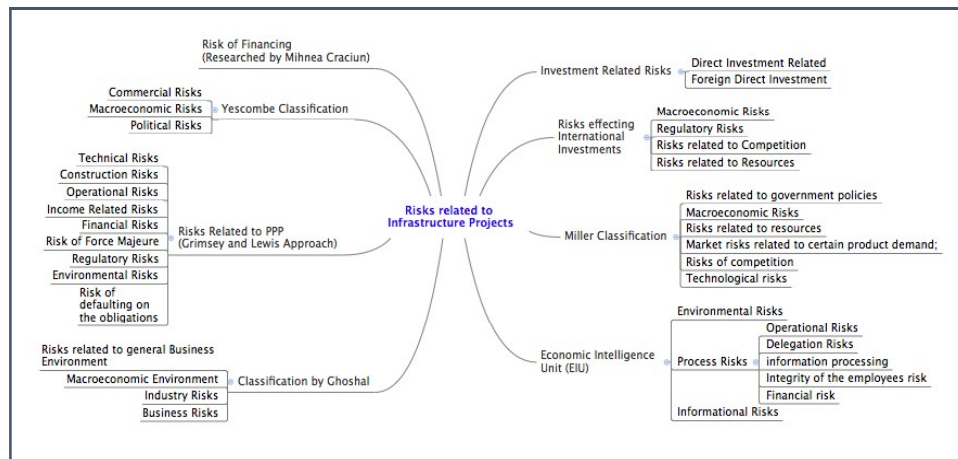 Risk of Financing
(Researched by Mihnea Craciun)
Commercial Risks
Macroeconomic Risks
Political Risks
Yescombe Classification
Technical Risks
Construction Risks
Operational Risks
Income Related Risks
Financial Risks
Risk of Force Majeure
Regulatory Risks
Environmental Risks
Risk of
defaulting on
the obligations
Risks Related to PPP
(Grimsey and Lewis Approach)
Risks related to general Business
Environment
Macroeconomic Environment
Industry Risks
Business Risks
Classification by Ghoshal
Risks related to
Infrastructure Projects
Investment Related Risks
Direct Investment Related
Foreign Direct Investment
Risks effecting
International
Investments
Macroeconomic Risks
Regulatory Risks
Risks related to Competition
Risks related to Resources
Miller Classification
Risks related to government policies
Macroeconomic Risks
Risks related to resources
Market risks related to certain product demand;
Risks of competition
Technological risks
Economic Intelligence
Unit (EIU)
Environmental Risks
Process Risks
Operational Risks
Delegation Risks
information processing
Integrity of the employees risk
Financial risk
Informational Risks